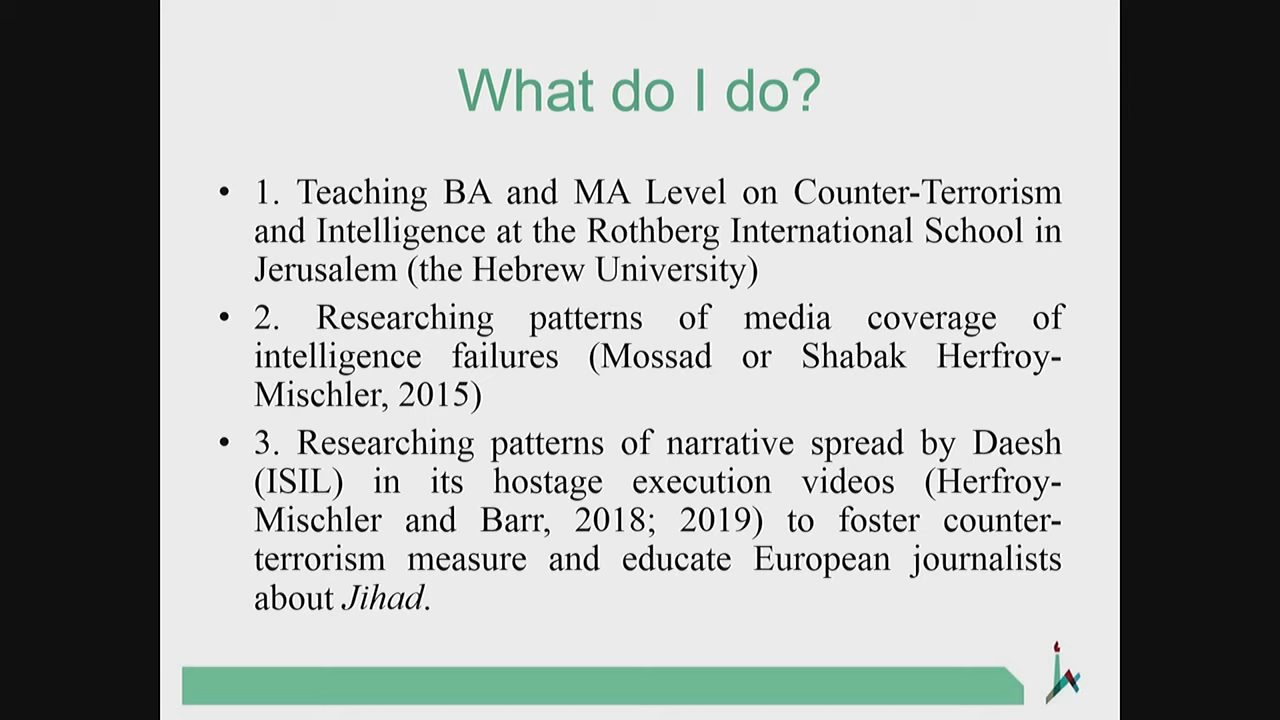 What do I do?
• 1. Teaching BA and MA Level on Counter-Terrorism
and Intelligence at the Rothberg International School in
Jerusalem (the Hebrew University)
• 2. Researching patterns of media coverage of
intelligence failures (Mossad or Shabak Herfroy-
Mischler, 2015)
• 3. Researching patterns of narrative spread by Daesh
(ISIL) in its hostage execution videos (Herfroy-
Mischler and Barr, 2018; 2019) to foster counter-
terrorism measure and educate European journalists
about Jihad.